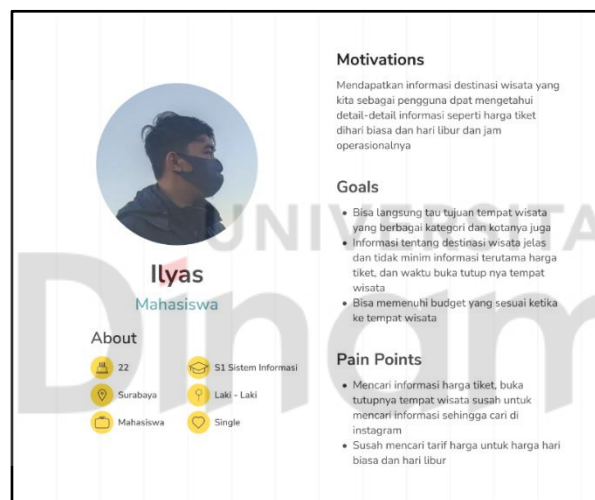 Motivations
Mendapatkan informasi destinasi wisata yang
kita sebagai pengguna dpat mengetahui
detail-detail informasi seperti harga tiket
dihari biasa dan hari libur dan jam
operasionalnya
Goals
• Bisa langsung tau tujuan tempat wisata
yang berbagai kategori dan kotanya juga
• Informasi tentang destinasi wisata jelas
dan tidak minim informasi terutama harga
tiket, dan waktu buka tutup nya tempat
wisata
• Bisa memenuhi budget yang sesuai ketika
ke tempat wisata
Pain Points
• Mencari informasi harga tiket, buka
tutupnya tempat wisata susah untuk
mencari informasi sehingga cari di
instagram
• Susah mencari tarif harga untuk harga hari
biasa dan hari libur
Ilyas
Mahasiswa
About
22
S1 Sistem Informasi
Surabaya
Laki - Laki
Mahasiswa
Single
UNIVERSITA
Dinam